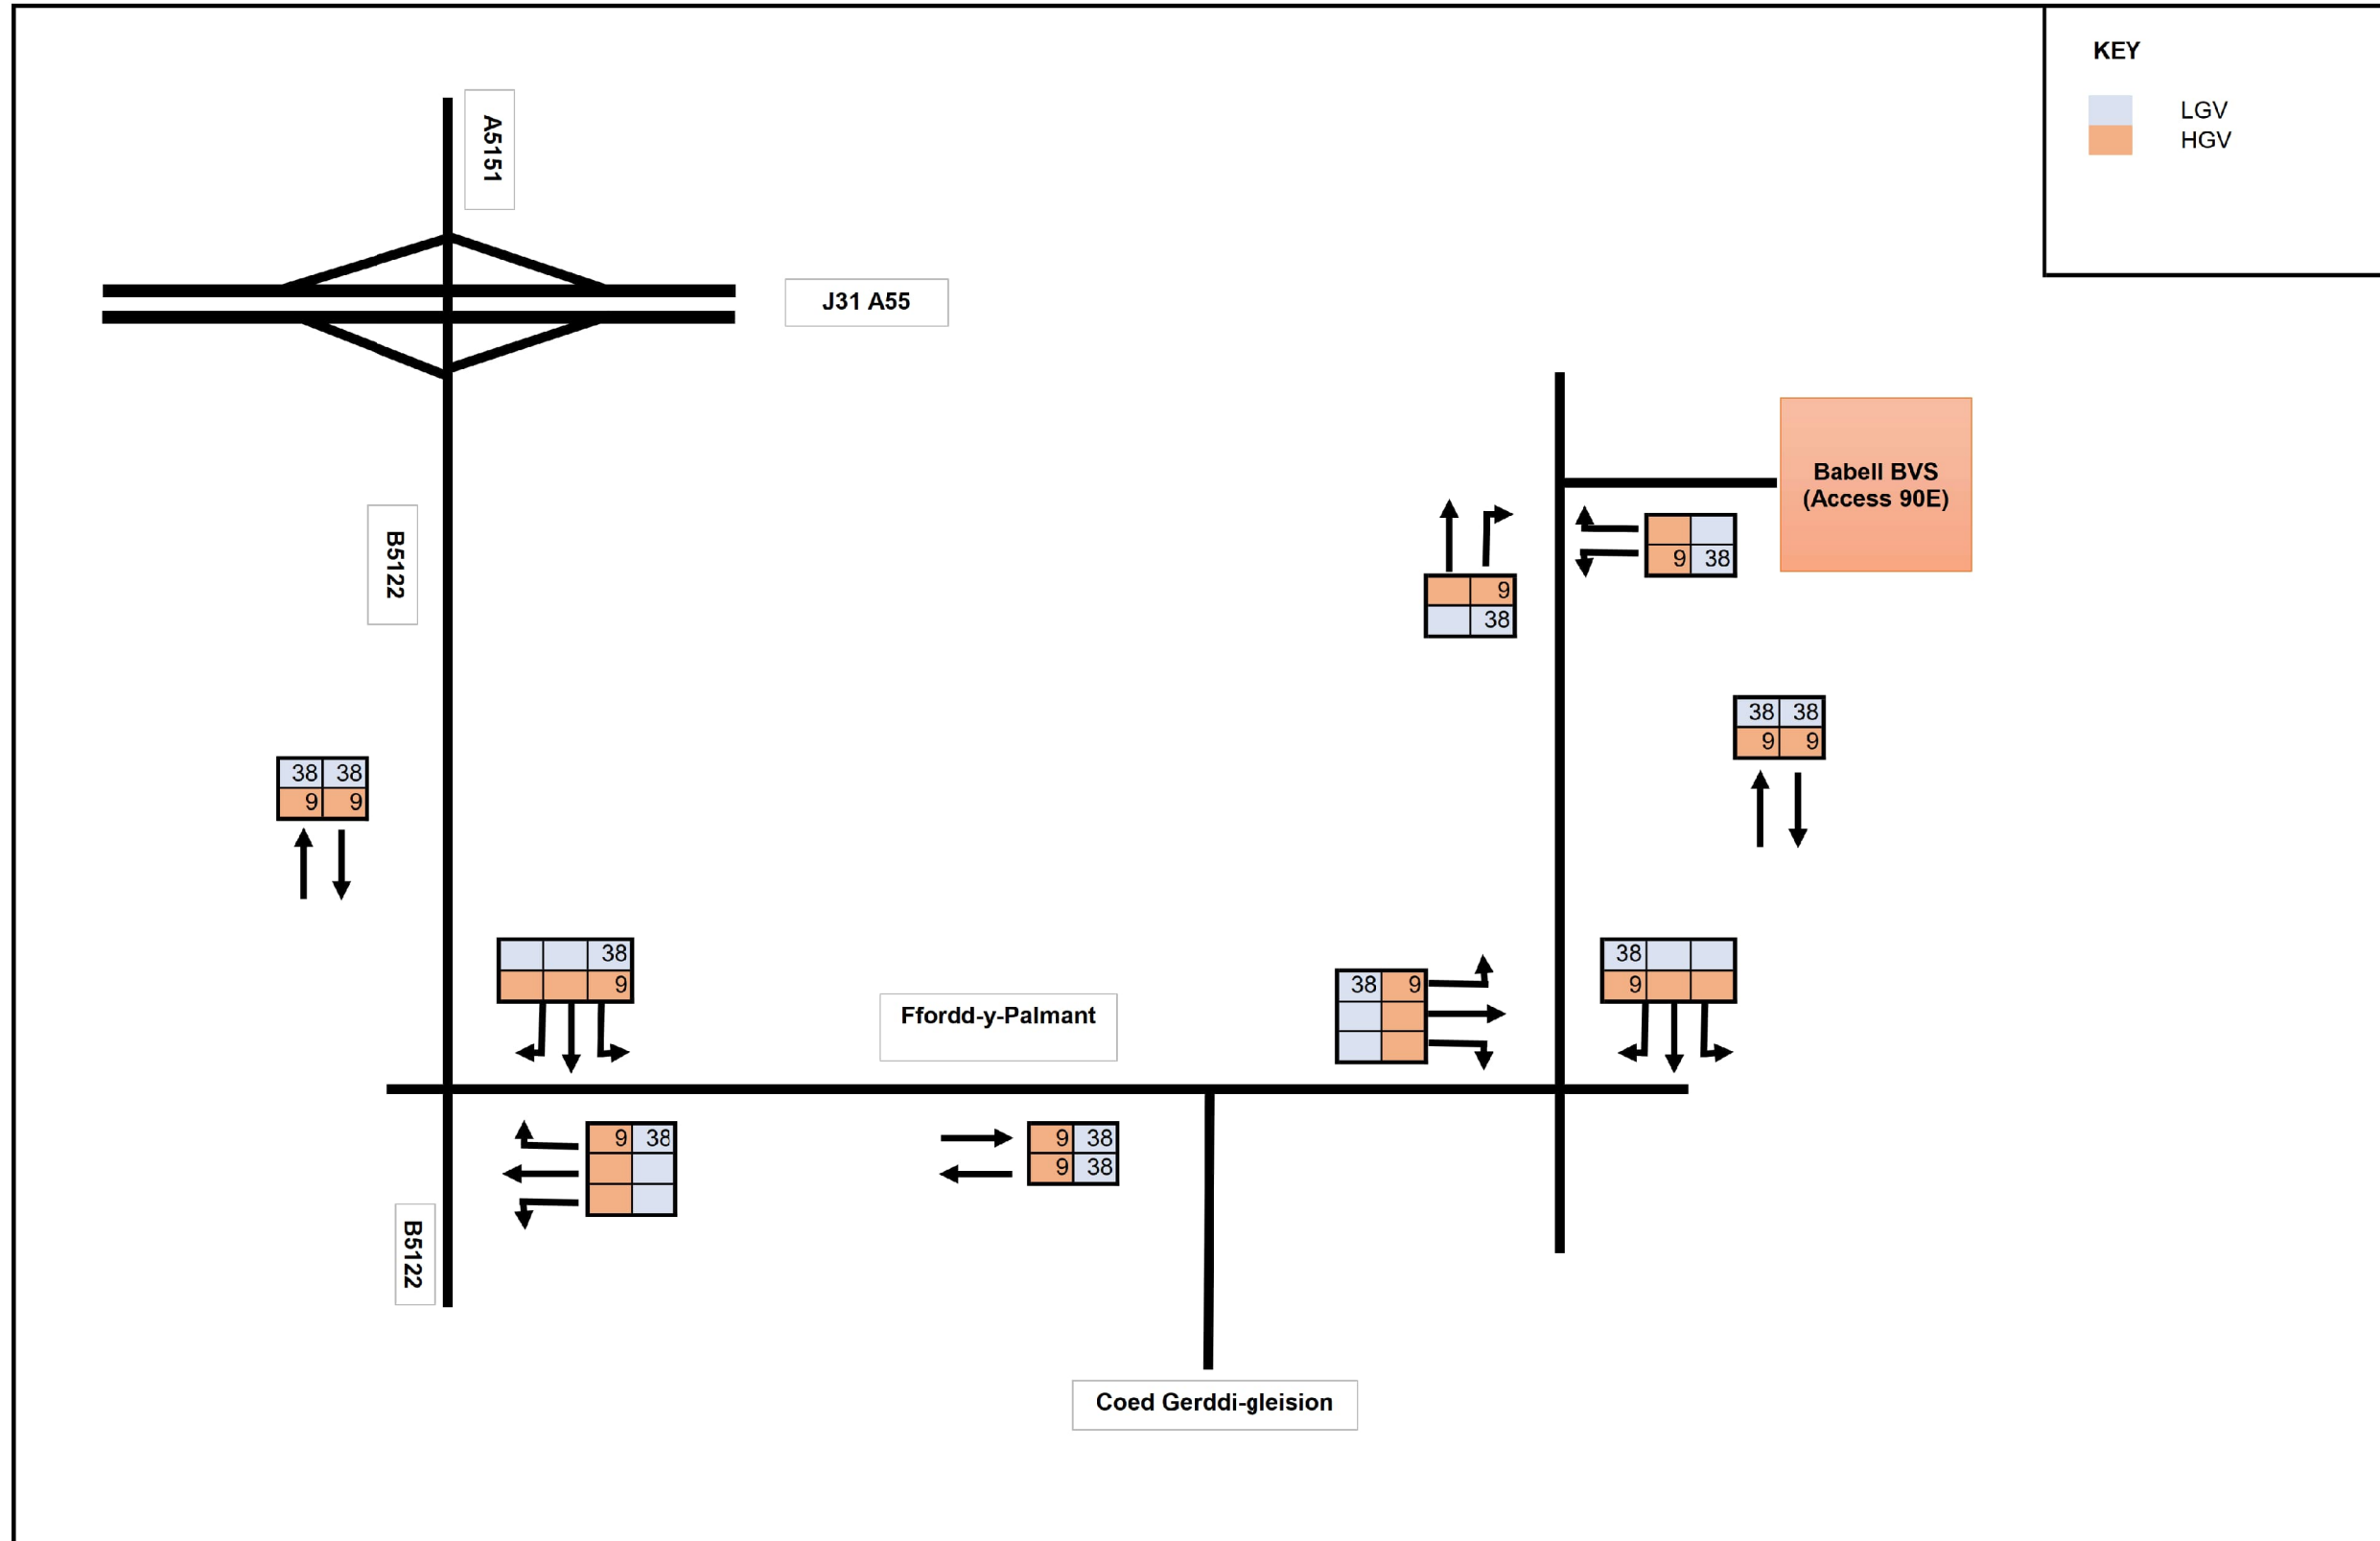 KEY
LGV
HGV
A5151
J31 A55
Babell BVS
(Access 90E)
B5122
9 38
9
38
38 38
9 9
38 38
9 9
38
9
38
9
38 9
Ffordd-y-Palmant
9 38
9 38
9 38
B5122
Coed Gerddi-gleision